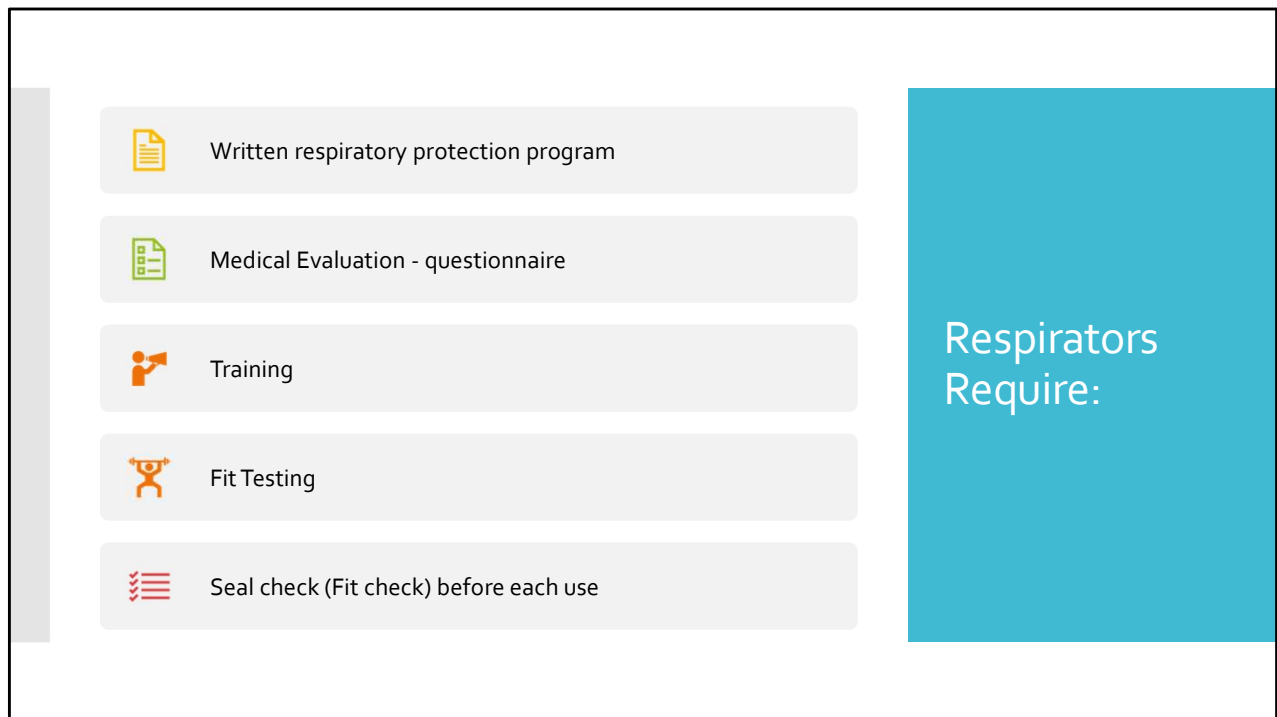 Written respiratory protection program
Medical Evaluation - questionnaire
Training
Fit Testing
Seal check (Fit check) before each use
Respirators
Require: